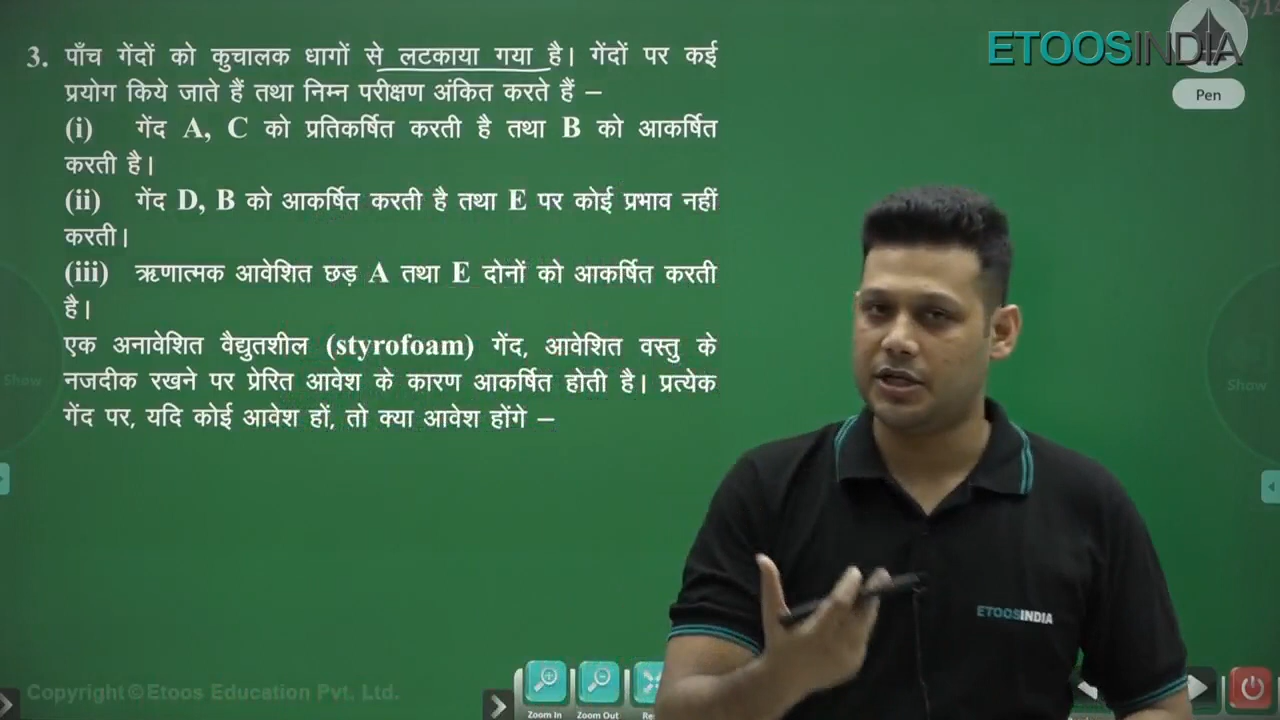 ETOOSINDIA
Pen
3. पाँच गेंदों को कुचालक धागों से लटकाया गया है। गेंदों पर कई
प्रयोग किये जाते हैं तथा निम्न परीक्षण अंकित करते हैं –
(i) गेंद A, C को प्रतिकर्षित करती है तथा B को आकर्षित
करती है।
(ii) गेंद D, B को आकर्षित करती है तथा E पर कोई प्रभाव नहीं
करती।
(iii) ऋणात्मक आवेशित छड़ A तथा E दोनों को आकर्षित करती
है।
एक अनावेशित वैद्युतशील (styrofoam) गेंद, आवेशित वस्तु के
नजदीक रखने पर प्रेरित आवेश के कारण आकर्षित होती है। प्रत्येक
गेंद पर, यदि कोई आवेश हों, तो क्या आवेश होंगे –
Show
Show
ETOOSINDIA
Copyright © Etoos Education Pvt. Ltd.
Zoom In Zoom Out